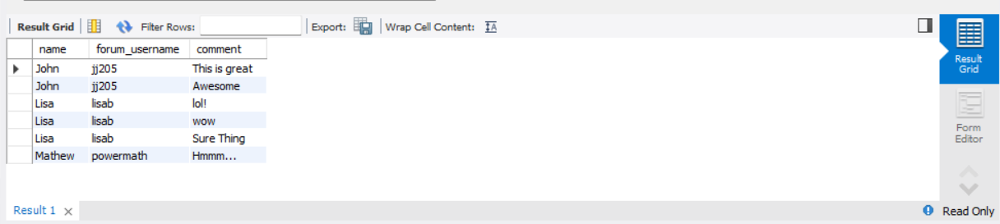 Result Grid Filter Rows: Export: Wrap Cell Content: IA
name forum_username comment
John jj205 This is great
John jj205 Awesome
Lisa lisab lol!
Lisa lisab wow
Lisa lisab Sure Thing
Mathew powermath Hmmm...
Result
Grid
Form
Editor
Result 1 ×
Read Only